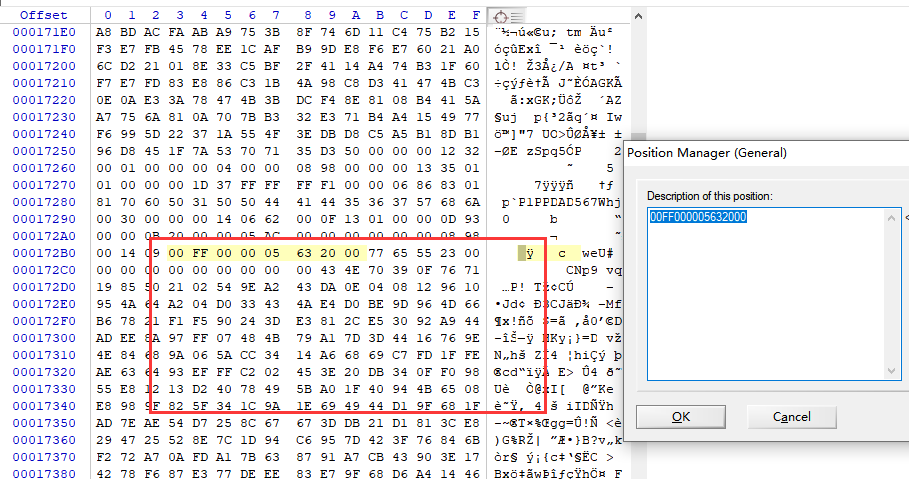 Offset 0 1 2 3 4 5 6 7 8 9 A B C D E F
000171E0 A8 BD AC FA AB A9 75 3B 8F 74 6D 11 C4 75 B2 15 ¨½¬ú«©u; tm Äu²
000171F0 F3 E7 FB 45 78 EE 1C AF B9 9D E8 F6 E7 60 21 A0 óçûExî ¯¹ èöç`!
00017200 6C D2 21 01 8E 33 C5 BF 2F 41 14 A4 74 B3 1F 60 lÒ! Ž3Å¿/A ¤t³ `
00017210 F7 E7 FD 83 E8 86 C3 1B 4A 98 C8 D3 41 47 4B C3 ÷çýƒè†Ã J˜ÈÓAGKÃ
00017220 0E 0A E3 3A 78 47 4B 3B DC F4 8E 81 08 B4 41 5A ã:xGK;ÜôŽ ´AZ
00017230 A7 75 6A 81 0A 70 7B B3 32 E3 71 B4 A4 15 49 77 §uj p{³2ãq´¤ Iw
00017240 F6 99 5D 22 37 1A 55 4F 3E DB D8 C5 A5 B1 8D B1 ö™]"7 UO>ÛØÅ¥± ±
00017250 96 D8 45 1F 7A 53 70 71 35 D3 50 00 00 00 12 32 –ØE zSpq5ÓP 2
00017260 00 01 00 00 00 04 00 00 08 98 00 00 00 13 35 01 ˜ 5
00017270 01 00 00 00 1D 37 FF FF FF F1 00 00 06 86 83 01 7ÿÿÿñ †ƒ
00017280 81 70 60 50 31 50 50 44 41 44 35 36 37 57 68 6A p`P1PPDAD567Whj
00017290 00 30 00 00 00 14 06 62 00 0F 13 01 00 00 0D 93 0 b “
000172A0 00 00 0B 20 00 00 05 AC 00 00 00 00 00 00 08 98 ¬ ˜
000172B0 00 14 09 00 FF 00 00 05 63 20 00 77 65 55 23 00 ÿ c weU#
000172C0 00 00 00 00 00 00 00 00 00 43 4E 70 39 0F 76 71 CNp9 vq
000172D0 19 85 50 21 02 54 9E A2 43 DA 0E 04 08 12 96 10 …P! Tž¢CÚ –
000172E0 95 4A 64 A2 04 D0 33 43 4A E4 D0 BE 9D 96 4D 66 •Jd¢ Ð3CJäÐ¾ –Mf
000172F0 B6 78 21 F1 F5 90 24 3D E3 81 2C E5 30 92 A9 44 ¶x!ñõ $=ã ,å0’©D
00017300 AD EE 8A 97 FF 07 48 4B 79 A1 7D 3D 44 16 76 9E -îŠ—ÿ HKy¡}=D vž
00017310 4E 84 68 9A 06 5A CC 34 14 A6 68 69 C7 FD 1F FE N„hš ZÌ4 ¦hiÇý þ
00017320 AE 63 64 93 EF FF C2 02 45 3E 20 DB 34 0F F0 98 ®cd“ïÿÂ E> Û4 ð˜
00017330 55 E8 12 13 D2 40 78 49 5B A0 1F 40 94 4B 65 08 Uè Ò@xI[ @”Ke
00017340 E8 98 9F 82 5F 34 1C 9A 1E 69 49 44 D1 9F 68 1F è˜Ÿ‚_4 š iIDÑŸh
00017350 AD 7E AE 54 D7 25 8C 67 67 3D DB 21 D1 81 3C E8 -~®T×%Œgg=Û!Ñ <è
00017360 29 47 25 52 8E 7C 1D 94 C6 95 7D 42 3F 76 84 6B )G%RŽ| ”Æ•}B?v„k
00017370 F2 72 A7 0A FD A1 7B 63 87 91 A7 CB 43 90 3E 17 òr§ ý¡{c‡‘§ËC >
00017380 42 78 F6 87 E3 77 DE EE 83 E7 9F 68 D6 A4 14 46 Bxö‡ãwÞîƒçŸhÖ¤ F
Position Manager (General)
Description of this position:
00FF000005632000
OK
Cancel